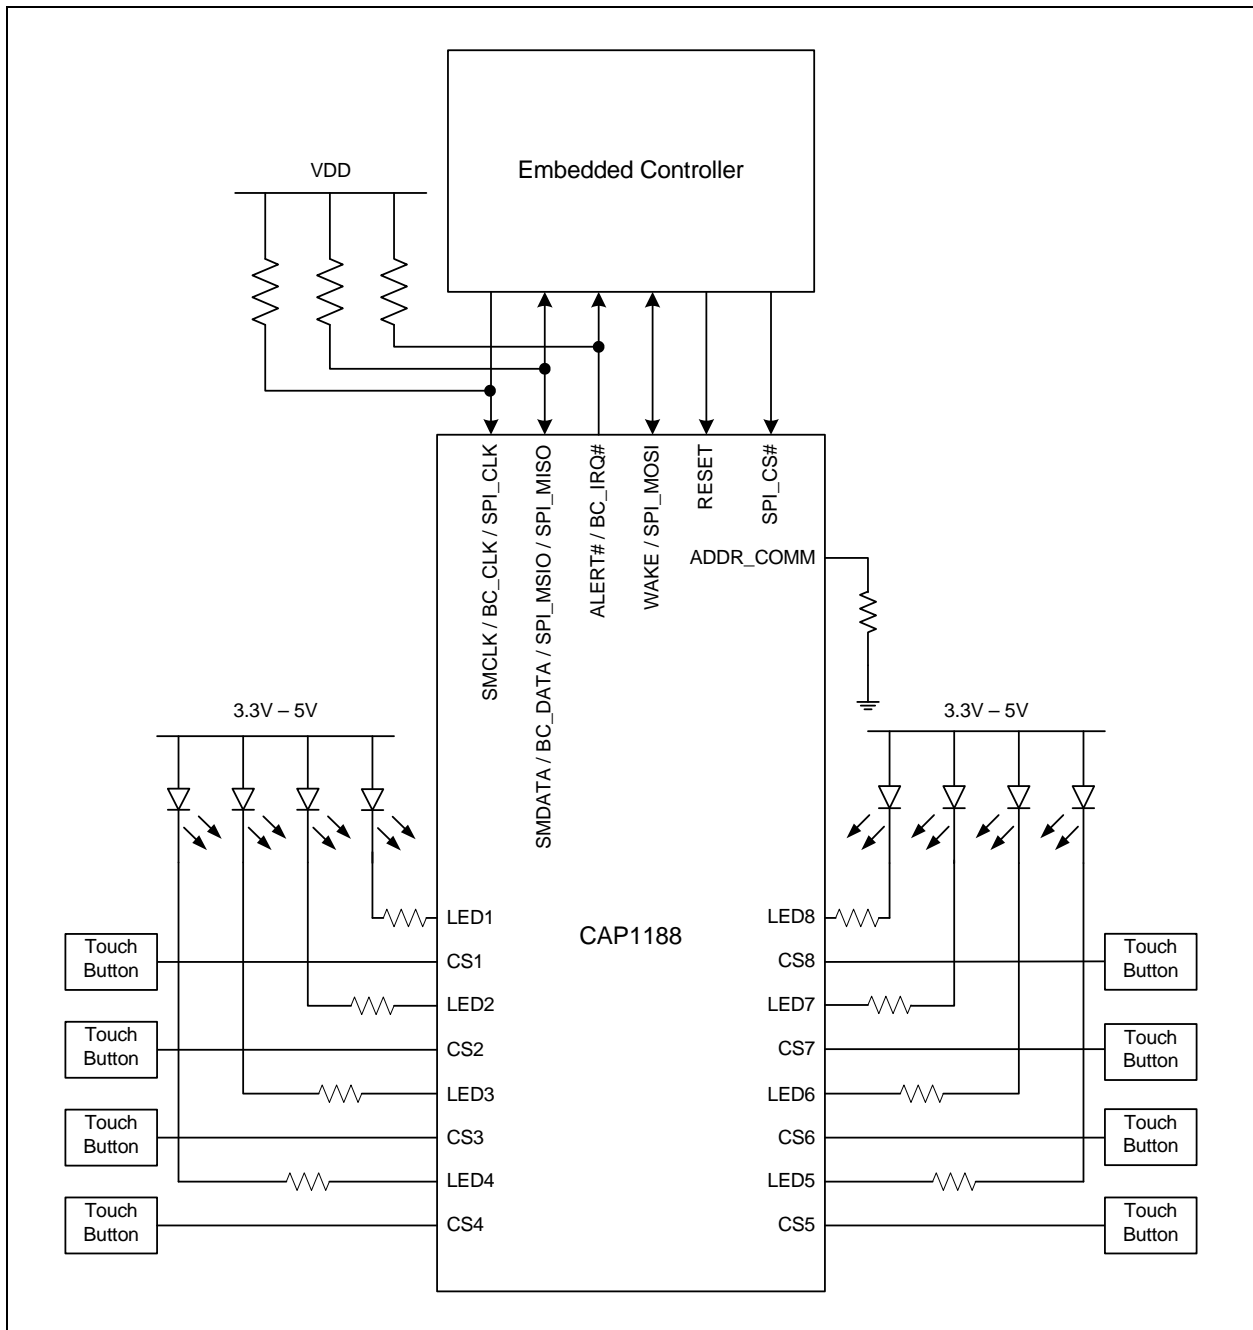 Embedded Controller
VDD
SMCLK / BC_CLK / SPI_CLK
SMDATA / BC_DATA / SPI_MSIO / SPI_MISO
ALERT# / BC_IRQ#
WAKE / SPI_MOSI
RESET
SPI_CS#
ADDR_COMM
3.3V – 5V
3.3V – 5V
CAP1188
LED1
LED8
Touch
Button
CS1
CS8
Touch
Button
LED2
LED7
Touch
Button
CS2
CS7
Touch
Button
LED3
LED6
Touch
Button
CS3
CS6
Touch
Button
LED4
LED5
Touch
Button
CS4
CS5
Touch
Button